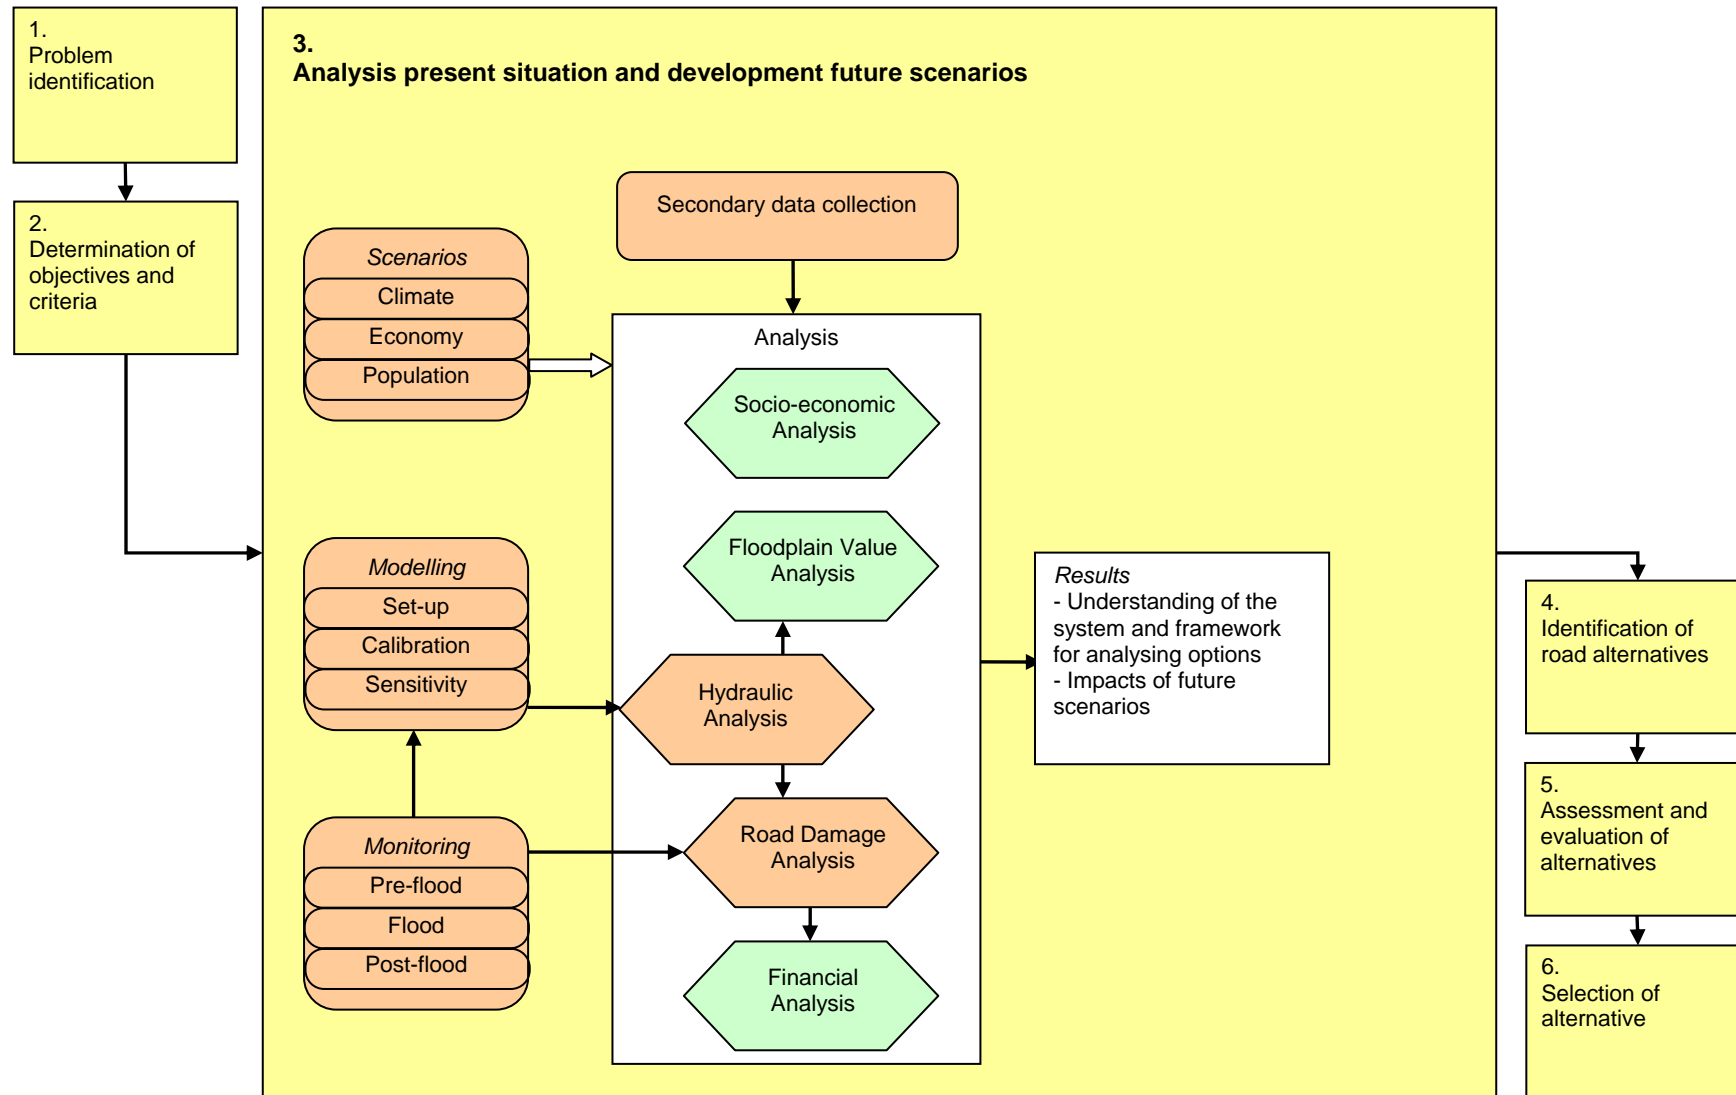 1.
Problem
identification
2.
Determination of
objectives and
criteria
3.
Analysis present situation and development future scenarios
Secondary data collection
Scenarios
Climate
Economy
Population
Analysis
Socio-economic
Analysis
Floodplain Value
Analysis
Modelling
Set-up
Calibration
Sensitivity
Hydraulic
Analysis
Monitoring
Pre-flood
Flood
Post-flood
Road Damage
Analysis
Financial
Analysis
Results
- Understanding of the
system and framework
for analysing options
- Impacts of future
scenarios
4.
Identification of
road alternatives
5.
Assessment and
evaluation of
alternatives
6.
Selection of
alternative